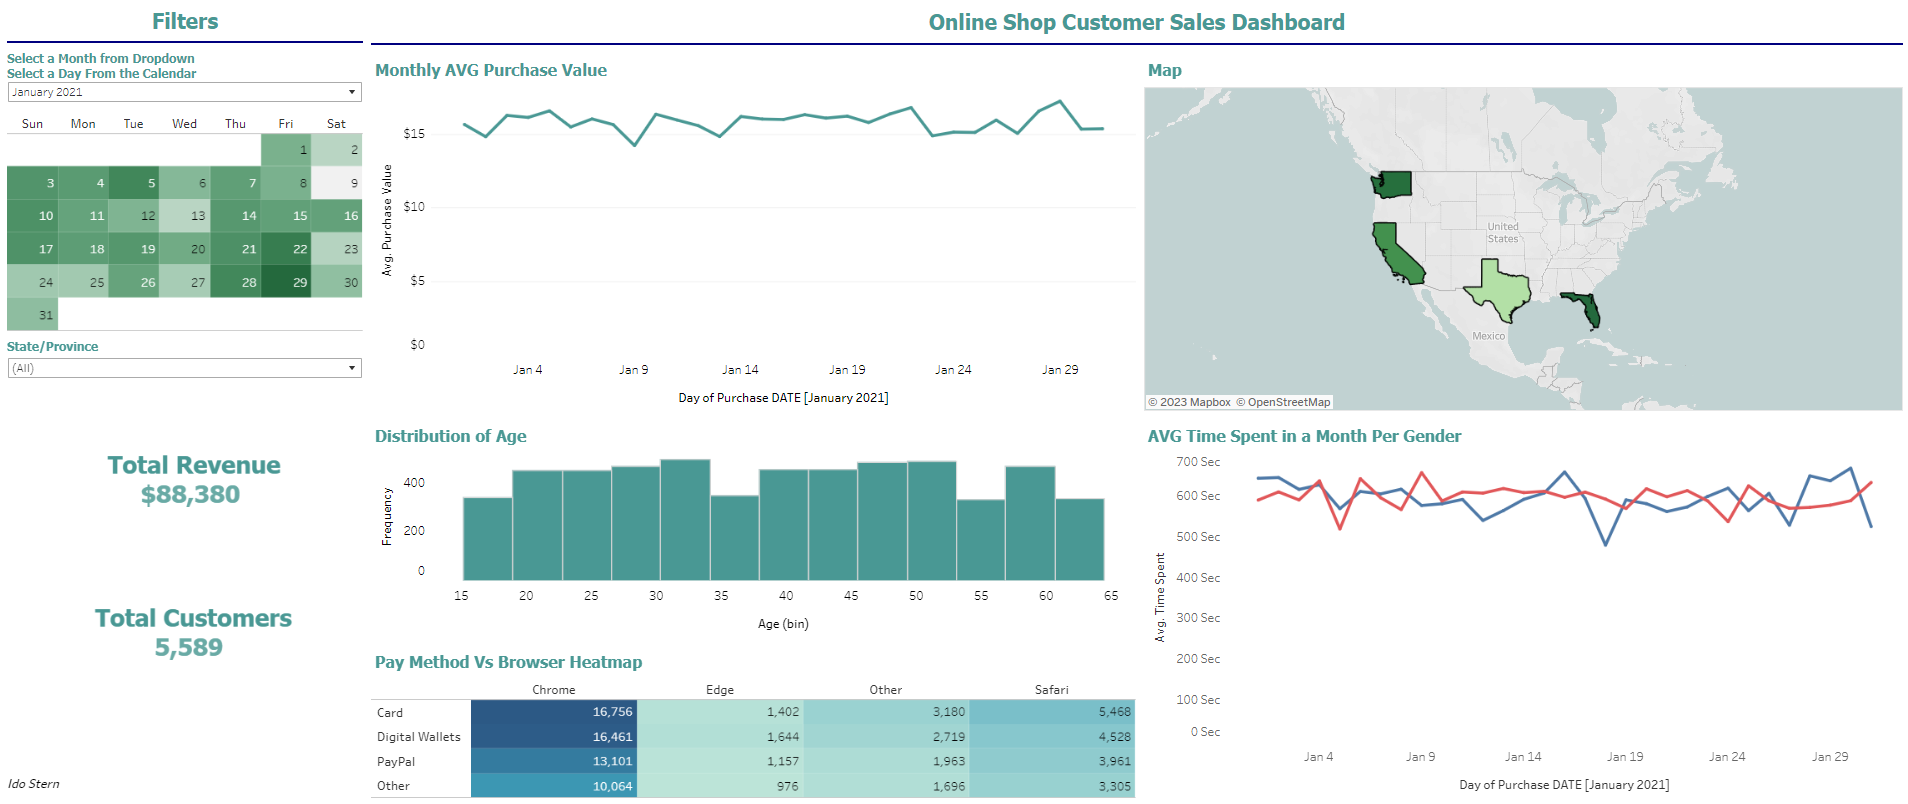 Filters
Select a Month from Dropdown
Select a Day From the Calendar
January 2021
Sun Mon Tue Wed Thu Fri Sat
1 2
3 4 5 6 7 8 9
10 11 12 13 14 15 16
17 18 19 20 21 22 23
24 25 26 27 28 29 30
31
State/Province
(All)
Total Revenue
$88,380
Total Customers
5,589
Ido Stern
Online Shop Customer Sales Dashboard
Monthly AVG Purchase Value
Avg. Purchase Value
$15
$10
$5
$0
Jan 4 Jan 9 Jan 14 Jan 19 Jan 24 Jan 29
Day of Purchase DATE [January 2021]
Map
United
States
Mexico
© 2023 Mapbox © OpenStreetMap
Distribution of Age
Frequency
400
200
0
15 20 25 30 35 40 45 50 55 60 65
Age (bin)
AVG Time Spent in a Month Per Gender
Avg. Time Spent
700 Sec
600 Sec
500 Sec
400 Sec
300 Sec
200 Sec
100 Sec
0 Sec
Jan 4 Jan 9 Jan 14 Jan 19 Jan 24 Jan 29
Day of Purchase DATE [January 2021]
Pay Method Vs Browser Heatmap
Chrome Edge Other Safari
Card 16,756 1,402 3,180 5,468
Digital Wallets 16,461 1,644 2,719 4,528
PayPal 13,101 1,157 1,963 3,961
Other 10,064 976 1,696 3,305